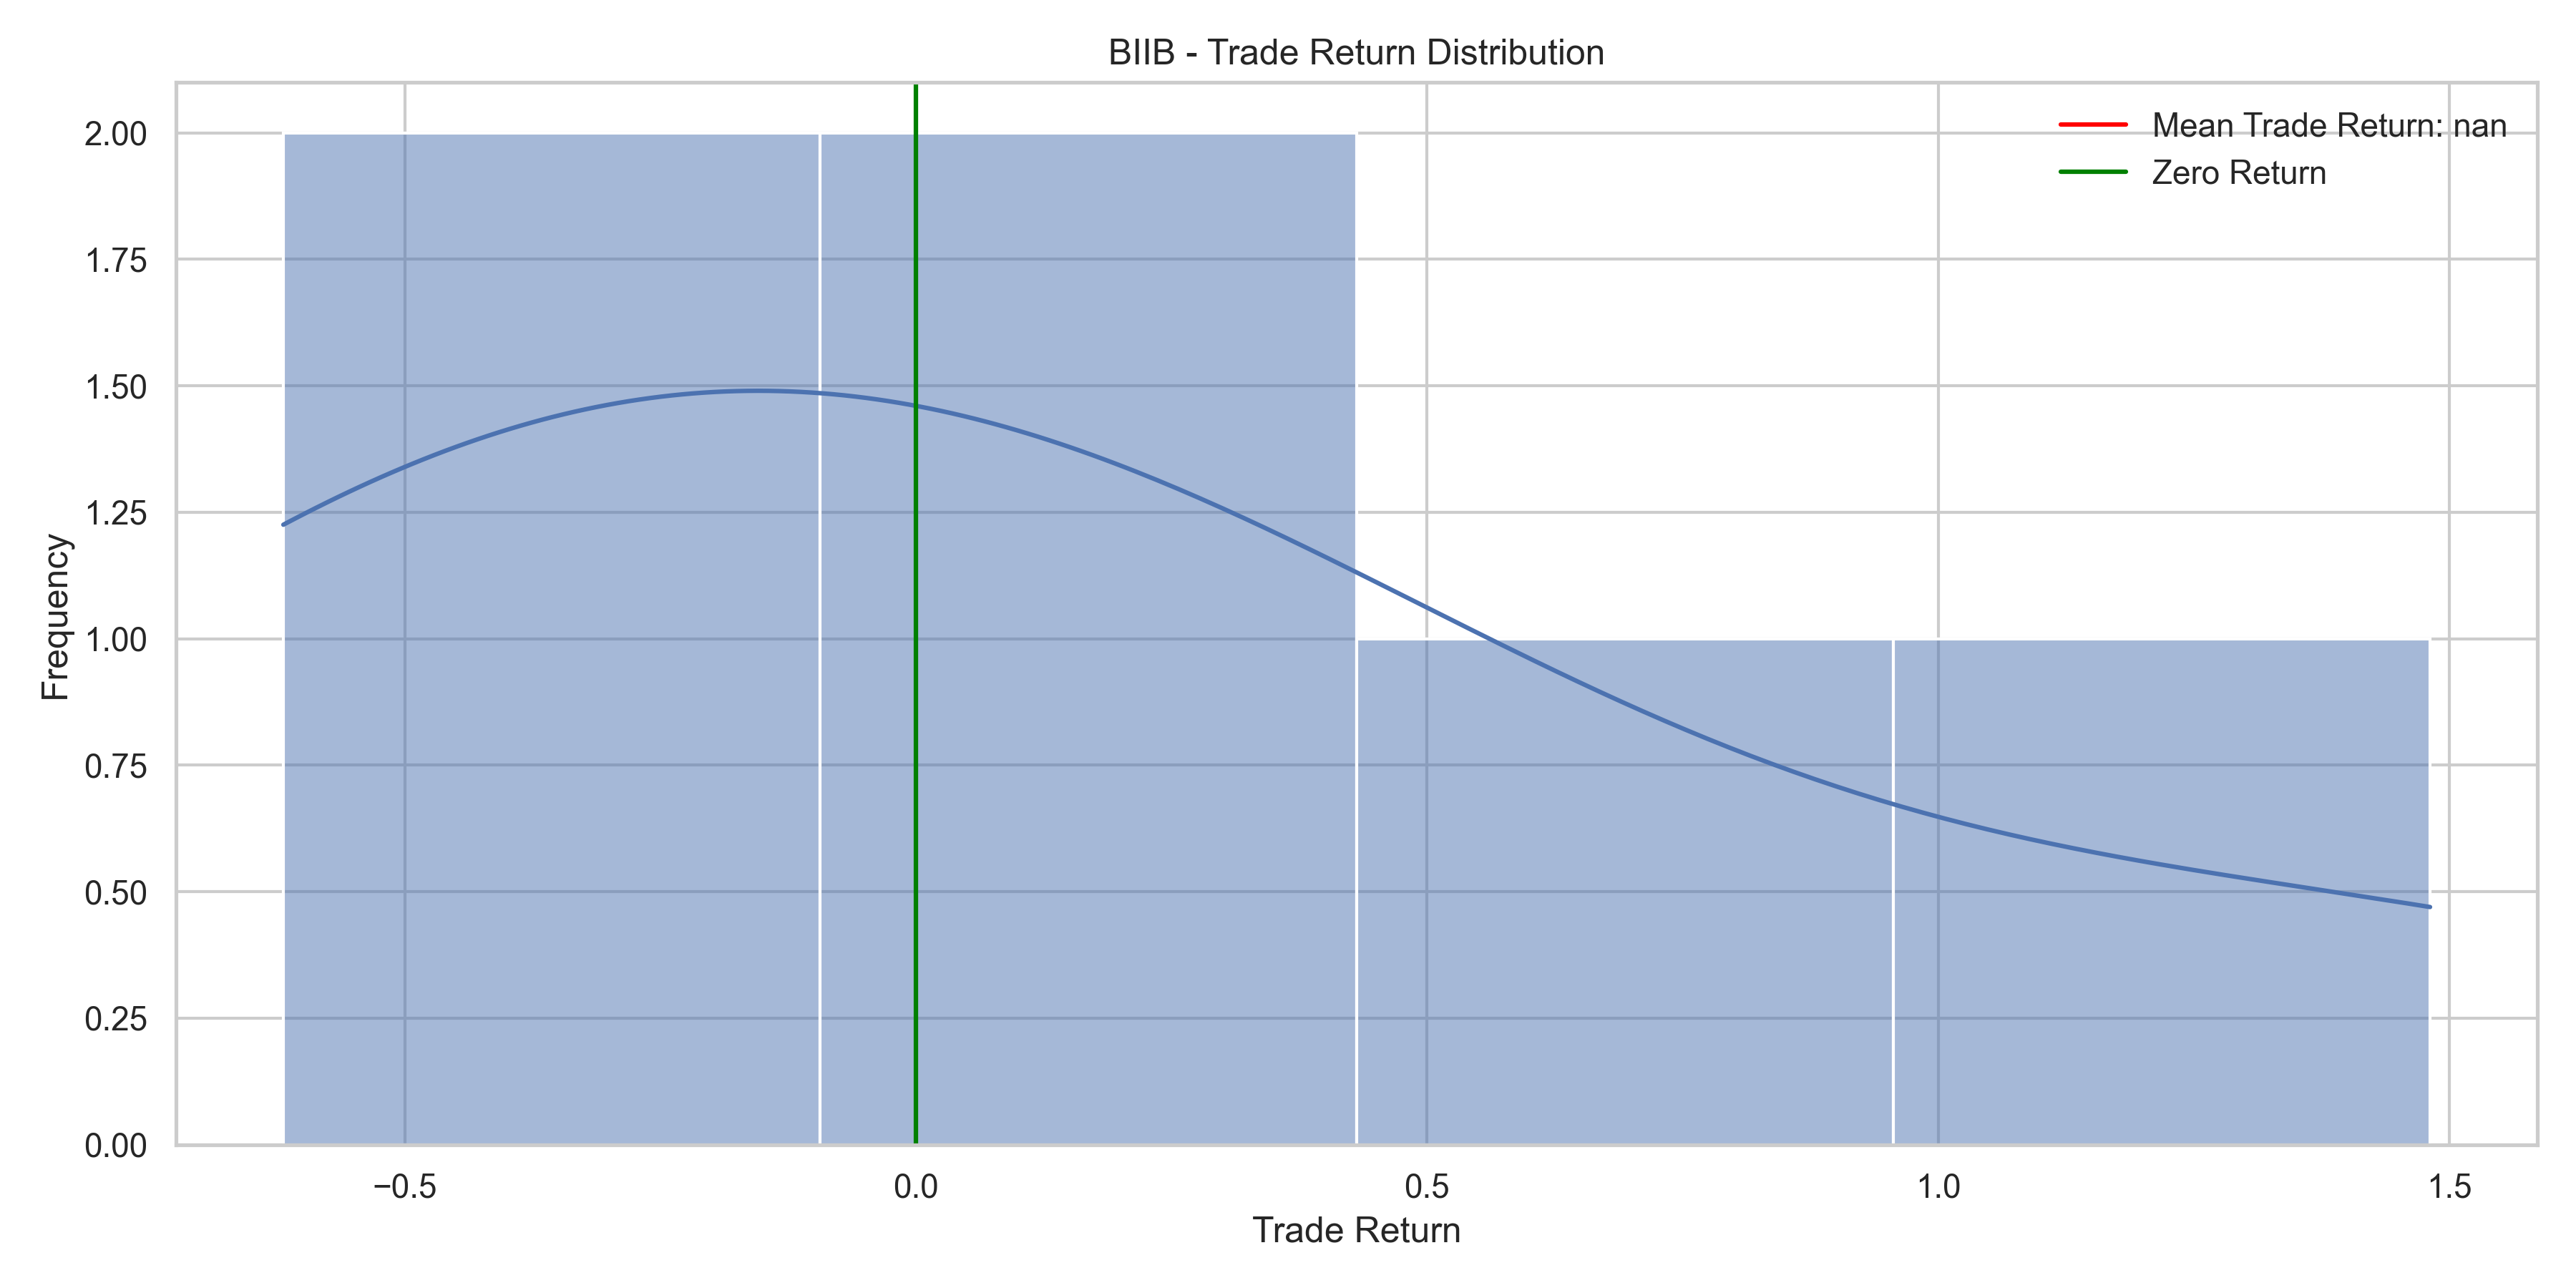 BIIB - Trade Return Distribution
Mean Trade Return: nan
Zero Return
2.00
1.75
1.50
1.25
1.00
0.75
0.50
0.25
0.00
Frequency
−0.5
0.0
0.5
1.0
1.5
Trade Return